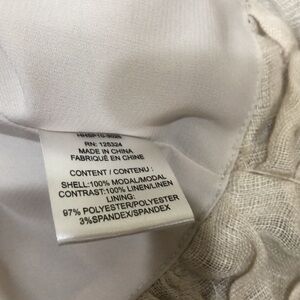 RN: 125324
MADE IN CHINA
FABRIQUÉ EN CHINE
CONTENT / CONTENU :
SHELL:100% MODAL/MODAL
CONTRAST:100% LINEN/LINEN
LINING:
97% POLYESTER/POLYESTER
3%SPANDEX/SPANDEX